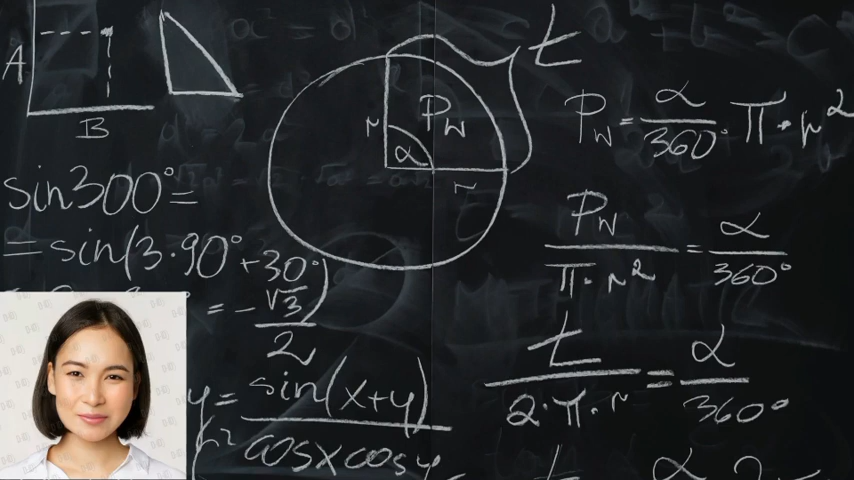 A
B
t
P_w
r
α
r
P_w = α/360° π · r²
sin300° =
= sin(3·90° + 30°)
= -√3/2
P_w/(π · r²) = α/360°
t/(2·π·r) = α/360°
y = sin(x+y)/(cosx cosy)